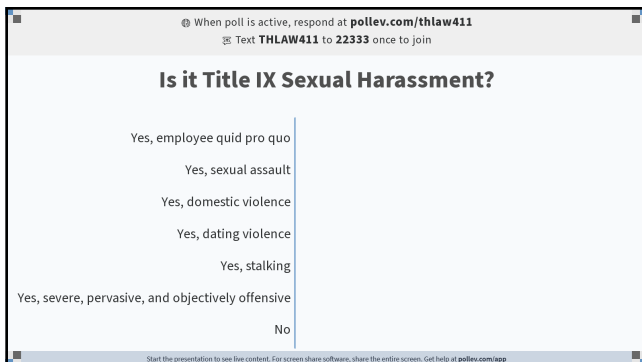 When poll is active, respond at pollev.com/thlaw411
Text THLAW411 to 22333 once to join
Is it Title IX Sexual Harassment?
Yes, employee quid pro quo
Yes, sexual assault
Yes, domestic violence
Yes, dating violence
Yes, stalking
Yes, severe, pervasive, and objectively offensive
No
Start the presentation to see live content. For screen share software, share the entire screen. Get help at pollev.com/app